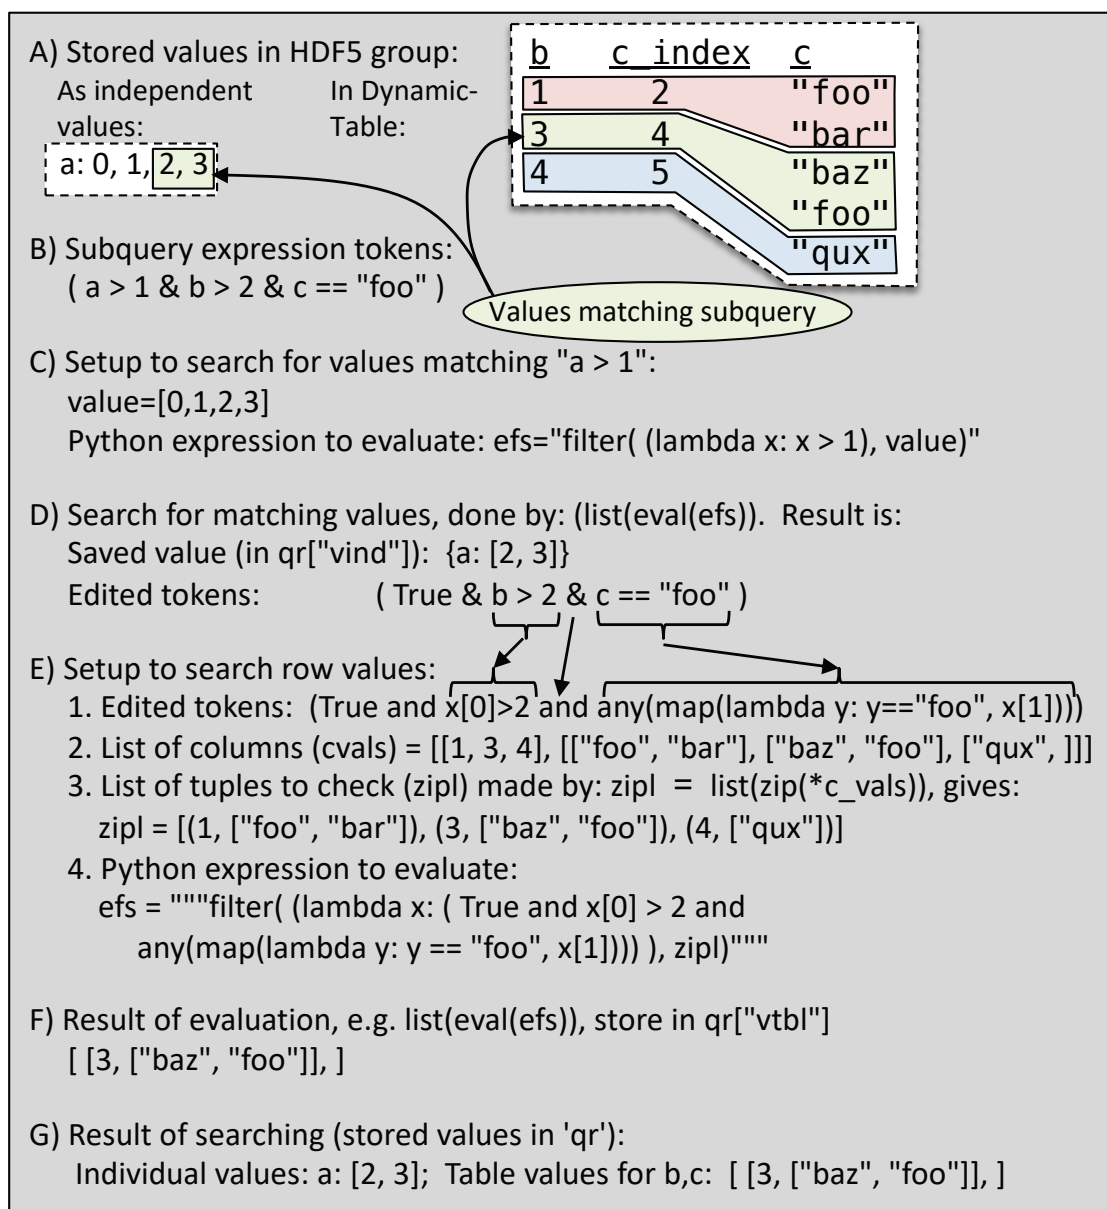 A) Stored values in HDF5 group:
As independent
values:
In Dynamic-
Table:
a: 0, 1, 2, 3
b c_index c
1 2 "foo"
"bar"
3 4 "baz"
"foo"
4 5 "qux"
B) Subquery expression tokens:
( a > 1 & b > 2 & c == "foo" )
Values matching subquery
C) Setup to search for values matching "a > 1":
value=[0,1,2,3]
Python expression to evaluate: efs="filter( (lambda x: x > 1), value)"
D) Search for matching values, done by: (list(eval(efs)). Result is:
Saved value (in qr["vind"]): {a: [2, 3]}
Edited tokens: ( True & b > 2 & c == "foo" )
E) Setup to search row values:
1. Edited tokens: (True and x[0]>2 and any(map(lambda y: y=="foo", x[1])))
2. List of columns (cvals) = [[1, 3, 4], [["foo", "bar"], ["baz", "foo"], ["qux", ]]]
3. List of tuples to check (zipl) made by: zipl = list(zip(*c_vals)), gives:
zipl = [(1, ["foo", "bar"]), (3, ["baz", "foo"]), (4, ["qux"])]
4. Python expression to evaluate:
efs = """filter( (lambda x: ( True and x[0] > 2 and
any(map(lambda y: y == "foo", x[1]))) ), zipl)"""
F) Result of evaluation, e.g. list(eval(efs)), store in qr["vtbl"]
[ [3, ["baz", "foo"]], ]
G) Result of searching (stored values in 'qr'):
Individual values: a: [2, 3]; Table values for b,c: [ [3, ["baz", "foo"]], ]